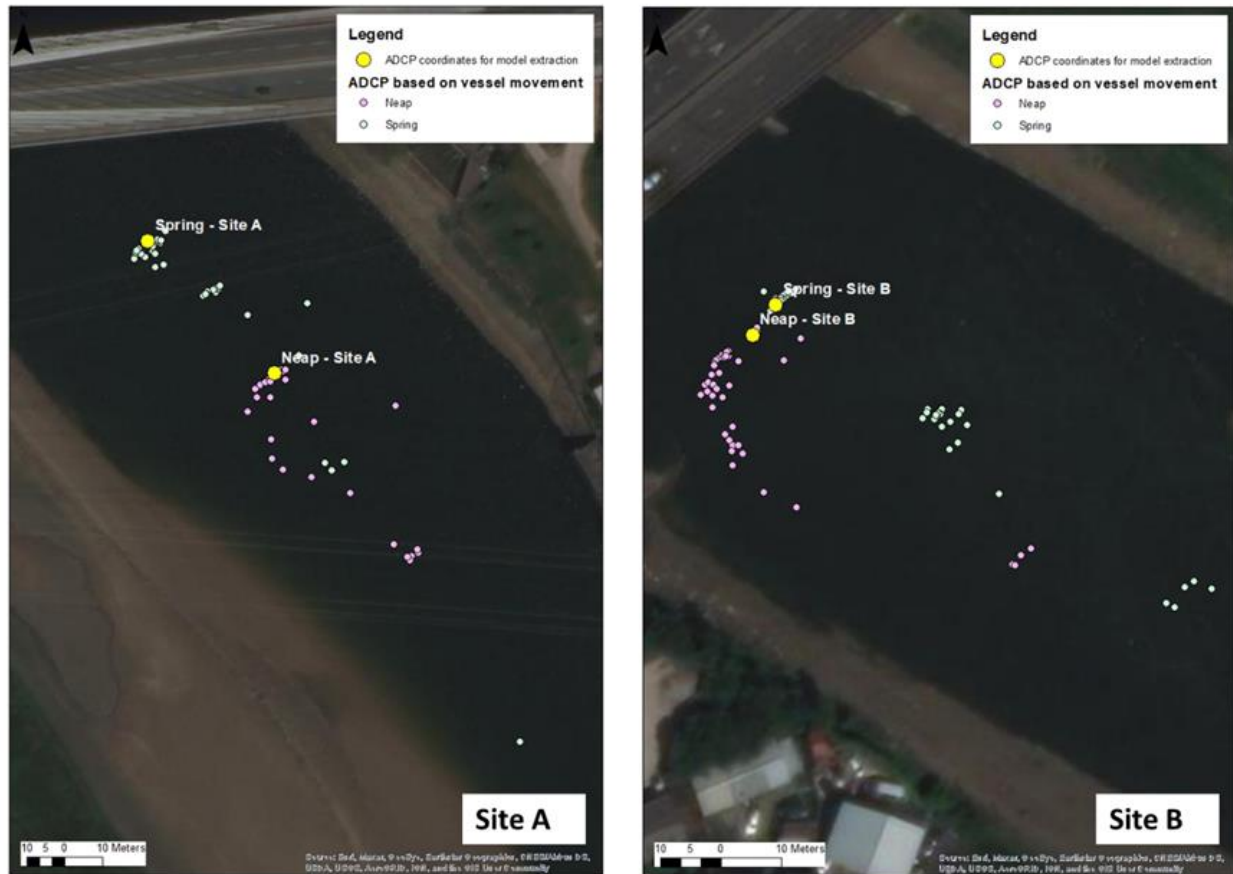 Legend
ADCP coordinates for model extraction
ADCP based on vessel movement
Neap
Spring
Spring - Site A
Neap - Site A
Site A
10 5 0 10 Meters
Legend
ADCP coordinates for model extraction
ADCP based on vessel movement
Neap
Spring
Spring - Site B
Neap - Site B
Site B
10 5 0 10 Meters